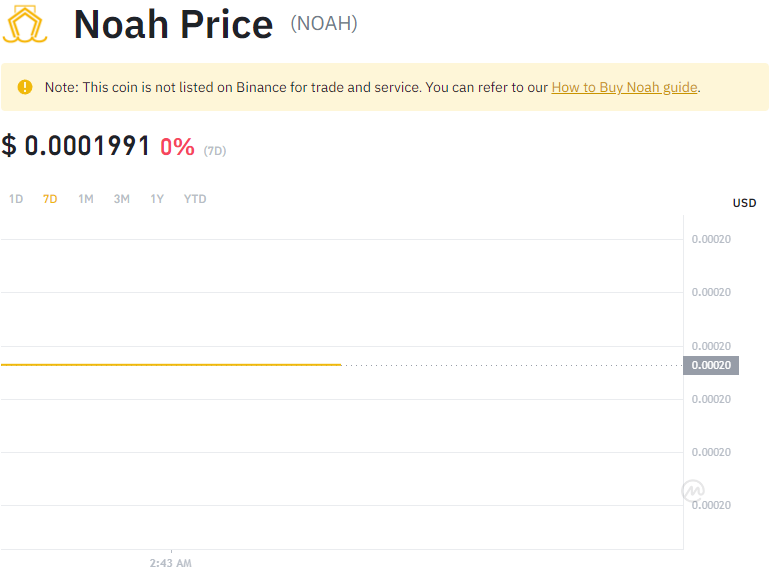 Noah Price (NOAH)
Note: This coin is not listed on Binance for trade and service. You can refer to our How to Buy Noah guide.
$ 0.0001991 0% (7D)
1D 7D 1M 3M 1Y YTD
USD
0.00020
0.00020
0.00020
0.00020
0.00020
0.00020
0.00020
2:43 AM